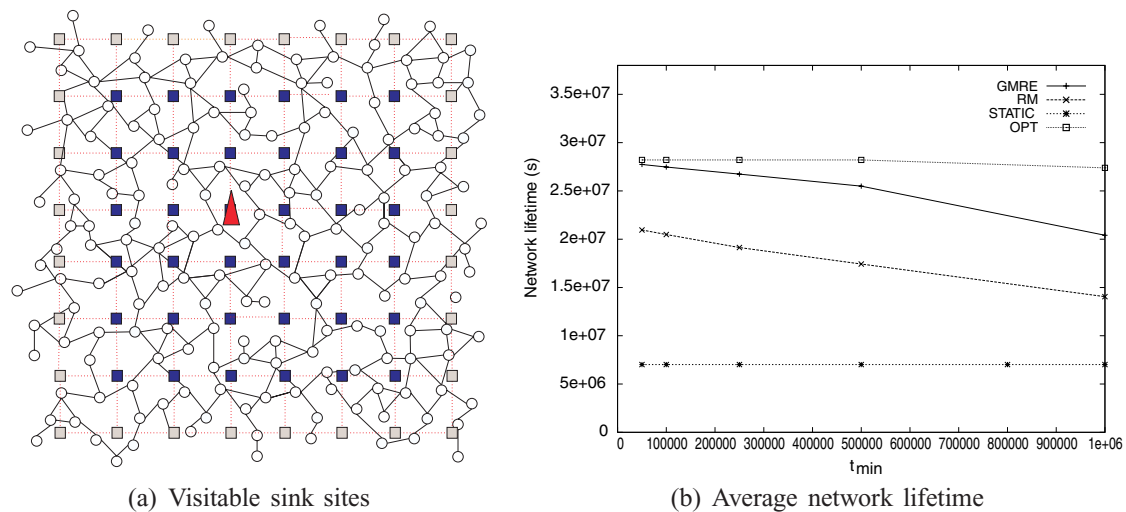 3.5e+07
3e+07
2.5e+07
2e+07
1.5e+07
1e+07
5e+06
0
Network lifetime (s)
GMRE
RM
STATIC
OPT
0 100000 200000 300000 400000 500000 600000 700000 800000 900000 1e+06
tmin
(a) Visitable sink sites
(b) Average network lifetime